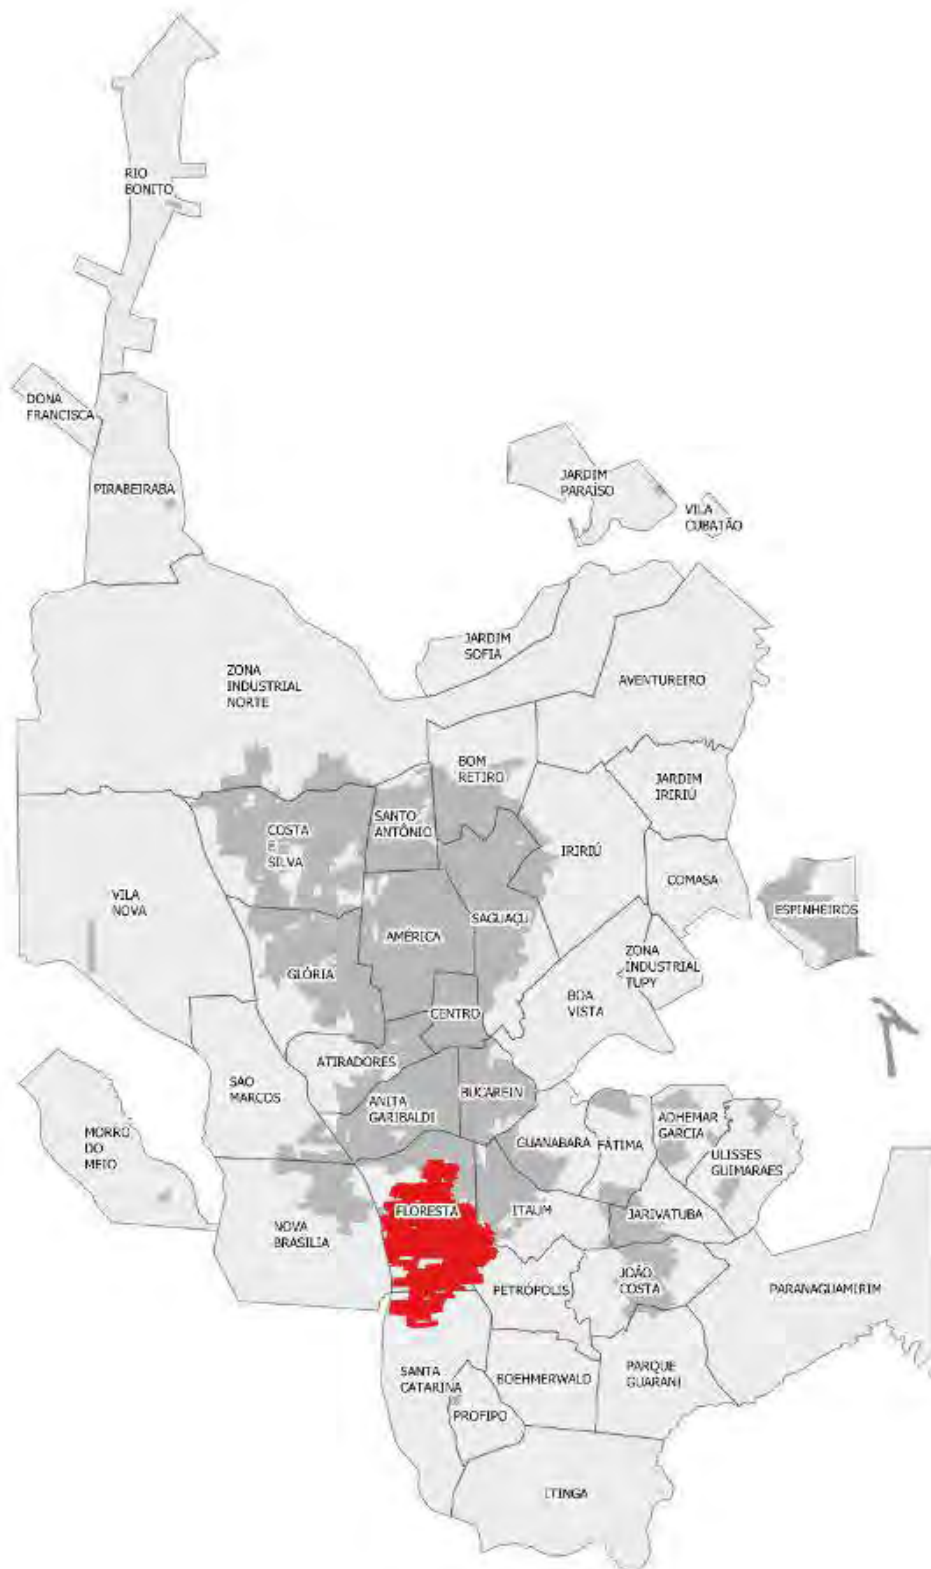 RIO
BONITO
DONA
FRANCISCA
PIRABEIRABA
JARDIM
PARAÍSO
VILA
CUBATÃO
JARDIM
SOFIA
ZONA
INDUSTRIAL
NORTE
AVENTUREIRO
BOM
RETIRO
JARDIM
IRIRIÚ
SANTO
ANTÔNIO
COSTA
E
SILVA
IRIRIÚ
COMASA
VILA
NOVA
ESPINHEIROS
SAGUAÇU
AMÉRICA
ZONA
INDUSTRIAL
TUPY
GLÓRIA
BOA
VISTA
CENTRO
ATIRADORES
SAO
MARCOS
ANITA
GARIBALDI
BUCAREIN
MORRO
DO
MEIO
GUANABARA
FÁTIMA
ADHEMAR
GARCIA
ULISSES
GUIMARAES
FLORESTA
ITAUM
JARIVATUBA
NOVA
BRASILIA
PETRÓPOLIS
JOÃO
COSTA
PARANAGUAMIRIM
SANTA
CATARINA
BOEHMERWALD
PARQUE
GUARANI
PROFIPO
ITINGA